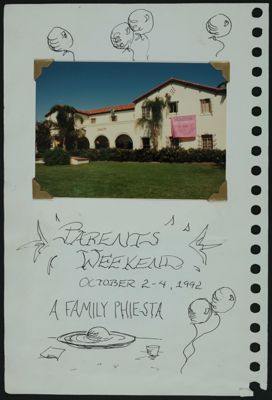 PARENTS
WEEKEND
OCTOBER 2-4, 1992
A FAMILY PHIESTA